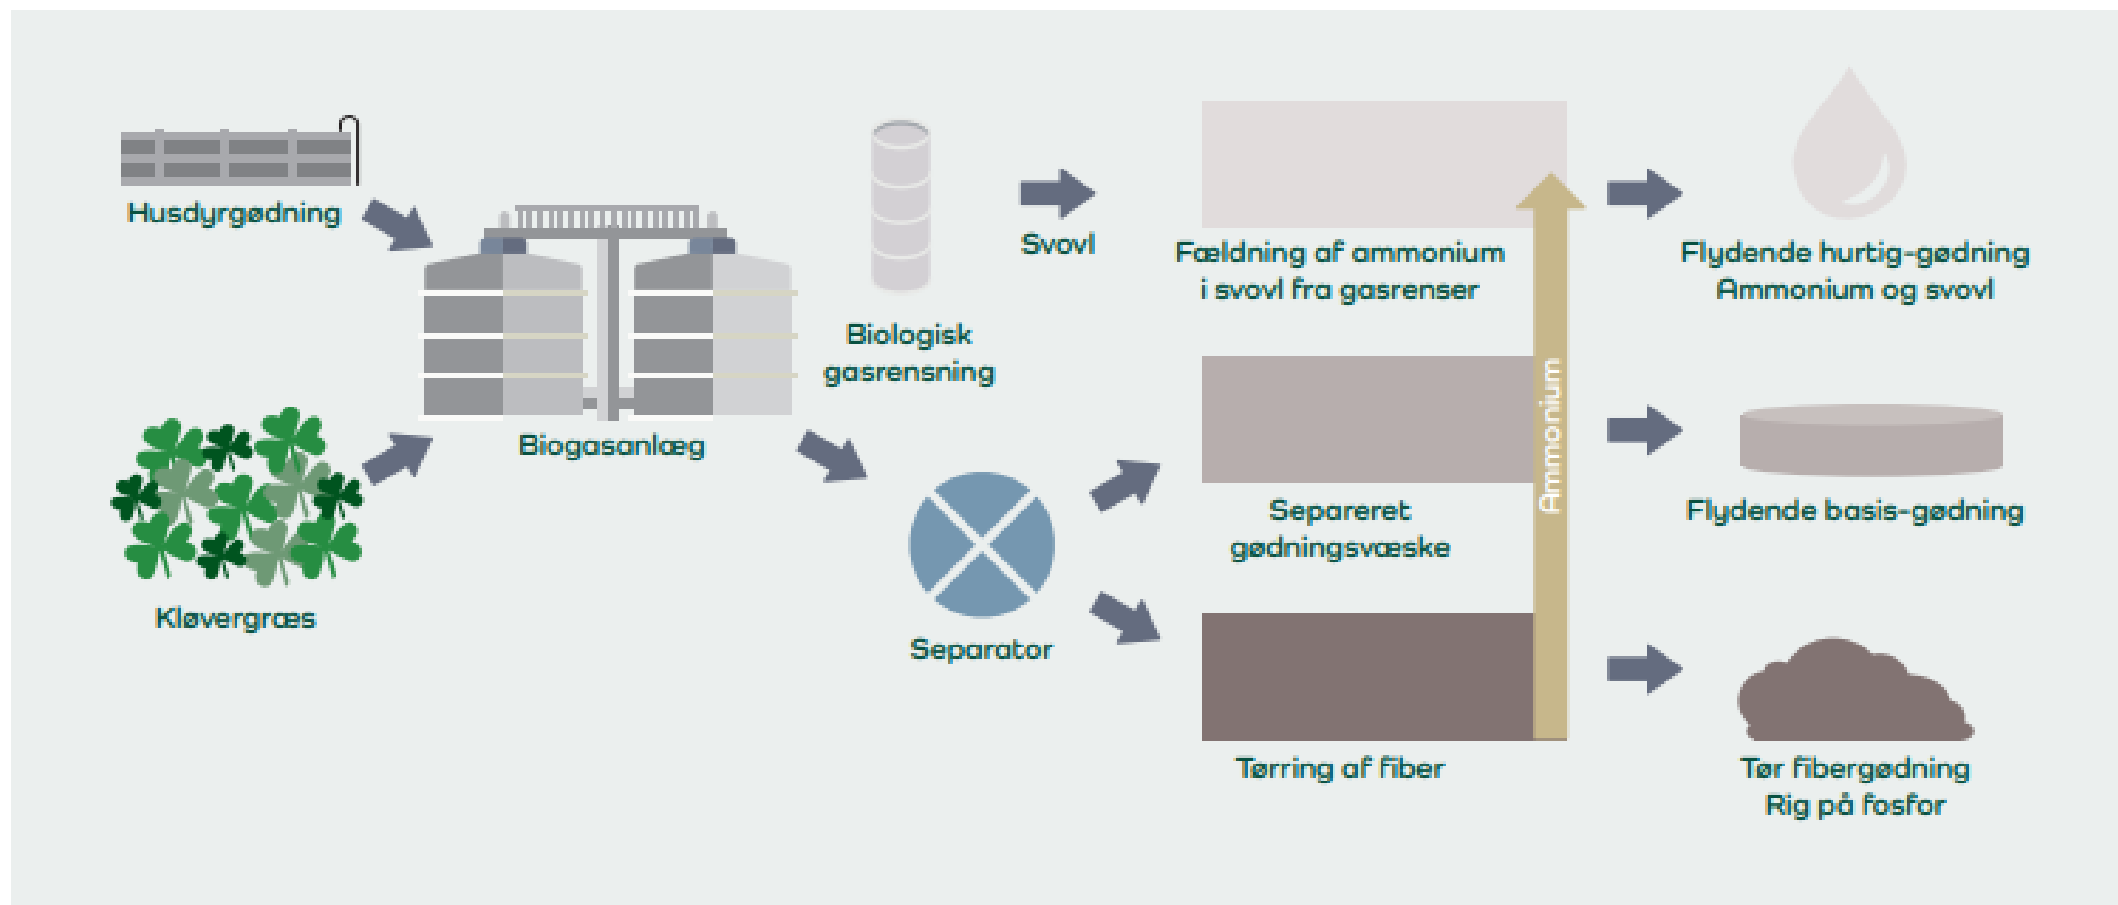 Husdyrgødning
Kløvergræs
Biogasanlæg
Biologisk
gasrensning
Svovl
Separator
Fældning af ammonium
i svovl fra gasrenser
Separeret
gødningsvæske
Tørring af fiber
Ammonium
Flydende hurtig-gødning
Ammonium og svovl
Flydende basis-gødning
Tør fibergødning
Rig på fosfor